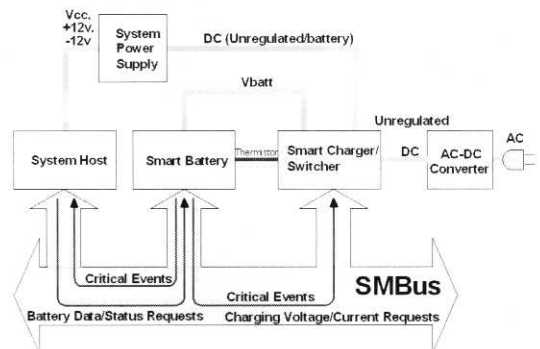 Vcc.
+12v.
-12v
System
Power
Supply
DC (Unregulated/battery)
Vbatt
Unregulated
System Host
Smart Battery
Thermistor
Smart Charger/
Switcher
DC
AC-DC
Converter
AC
Critical Events
SMBus
Critical Events
Battery Data/Status Requests
Charging Voltage/Current Requests